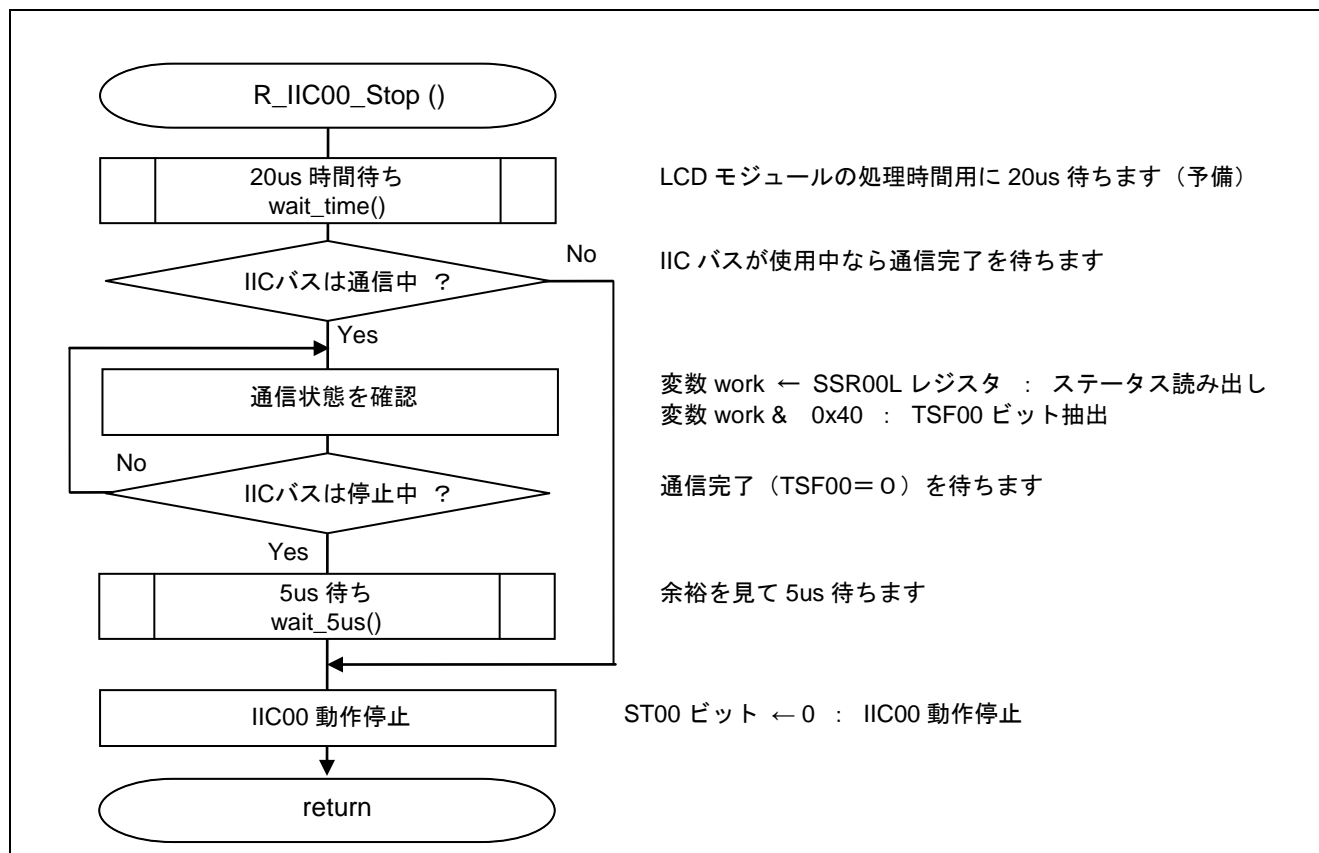 R_IIC00_Stop ()
20us 時間待ち
wait_time()
LCD モジュールの処理時間用に 20us 待ちます（予備）
IICバスは通信中 ？
No
IIC バスが使用中なら通信完了を待ちます
Yes
通信状態を確認
変数 work ← SSR00L レジスタ ： ステータス読み出し
変数 work & 0x40 ： TSF00 ビット抽出
No
IICバスは停止中 ？
通信完了（TSF00＝０）を待ちます
Yes
5us 待ち
wait_5us()
余裕を見て 5us 待ちます
IIC00 動作停止
ST00 ビット ← 0 ： IIC00 動作停止
return